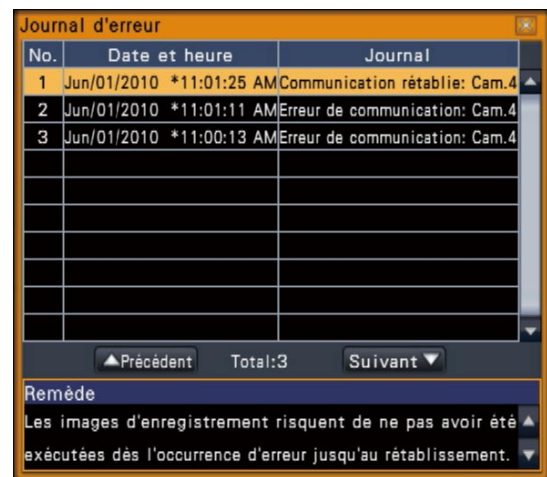 Journal d'erreur
No. Date et heure Journal
1 Jun/01/2010 *11:01:25 AM Communication rétablie: Cam.4
2 Jun/01/2010 *11:01:11 AM Erreur de communication: Cam.4
3 Jun/01/2010 *11:00:13 AM Erreur de communication: Cam.4
▲Précédent Total:3 Suivant▼
Remède
Les images d'enregistrement risquent de ne pas avoir été
exécutées dès l'occurrence d'erreur jusqu'au rétablissement.